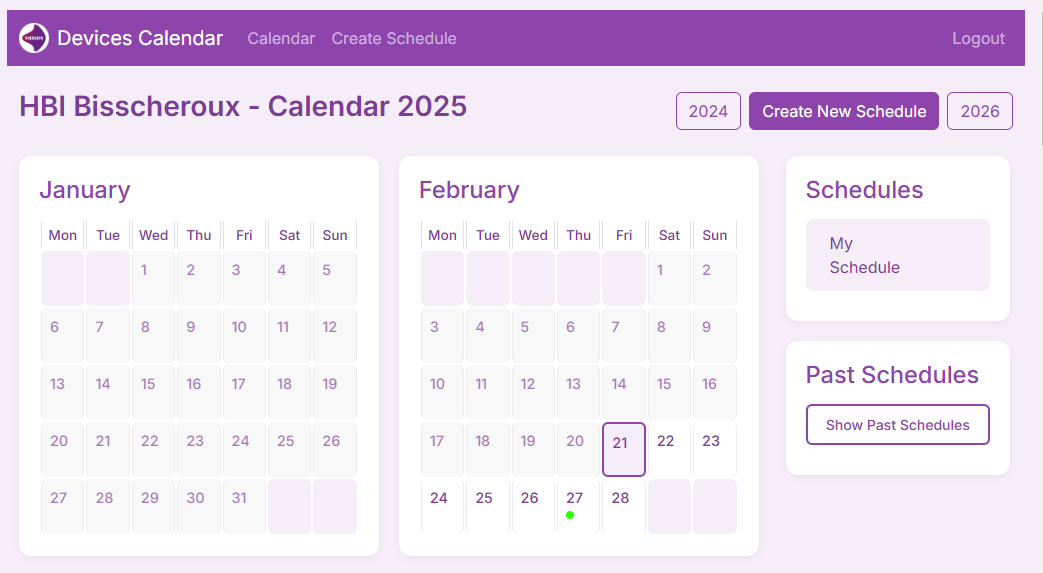 Devices Calendar Calendar Create Schedule Logout
HBI Bisscheroux - Calendar 2025
2024 Create New Schedule 2026
January
Mon Tue Wed Thu Fri Sat Sun
1 2 3 4 5
6 7 8 9 10 11 12
13 14 15 16 17 18 19
20 21 22 23 24 25 26
27 28 29 30 31
February
Mon Tue Wed Thu Fri Sat Sun
1 2
3 4 5 6 7 8 9
10 11 12 13 14 15 16
17 18 19 20 21 22 23
24 25 26 27 28
Schedules
My
Schedule
Past Schedules
Show Past Schedules